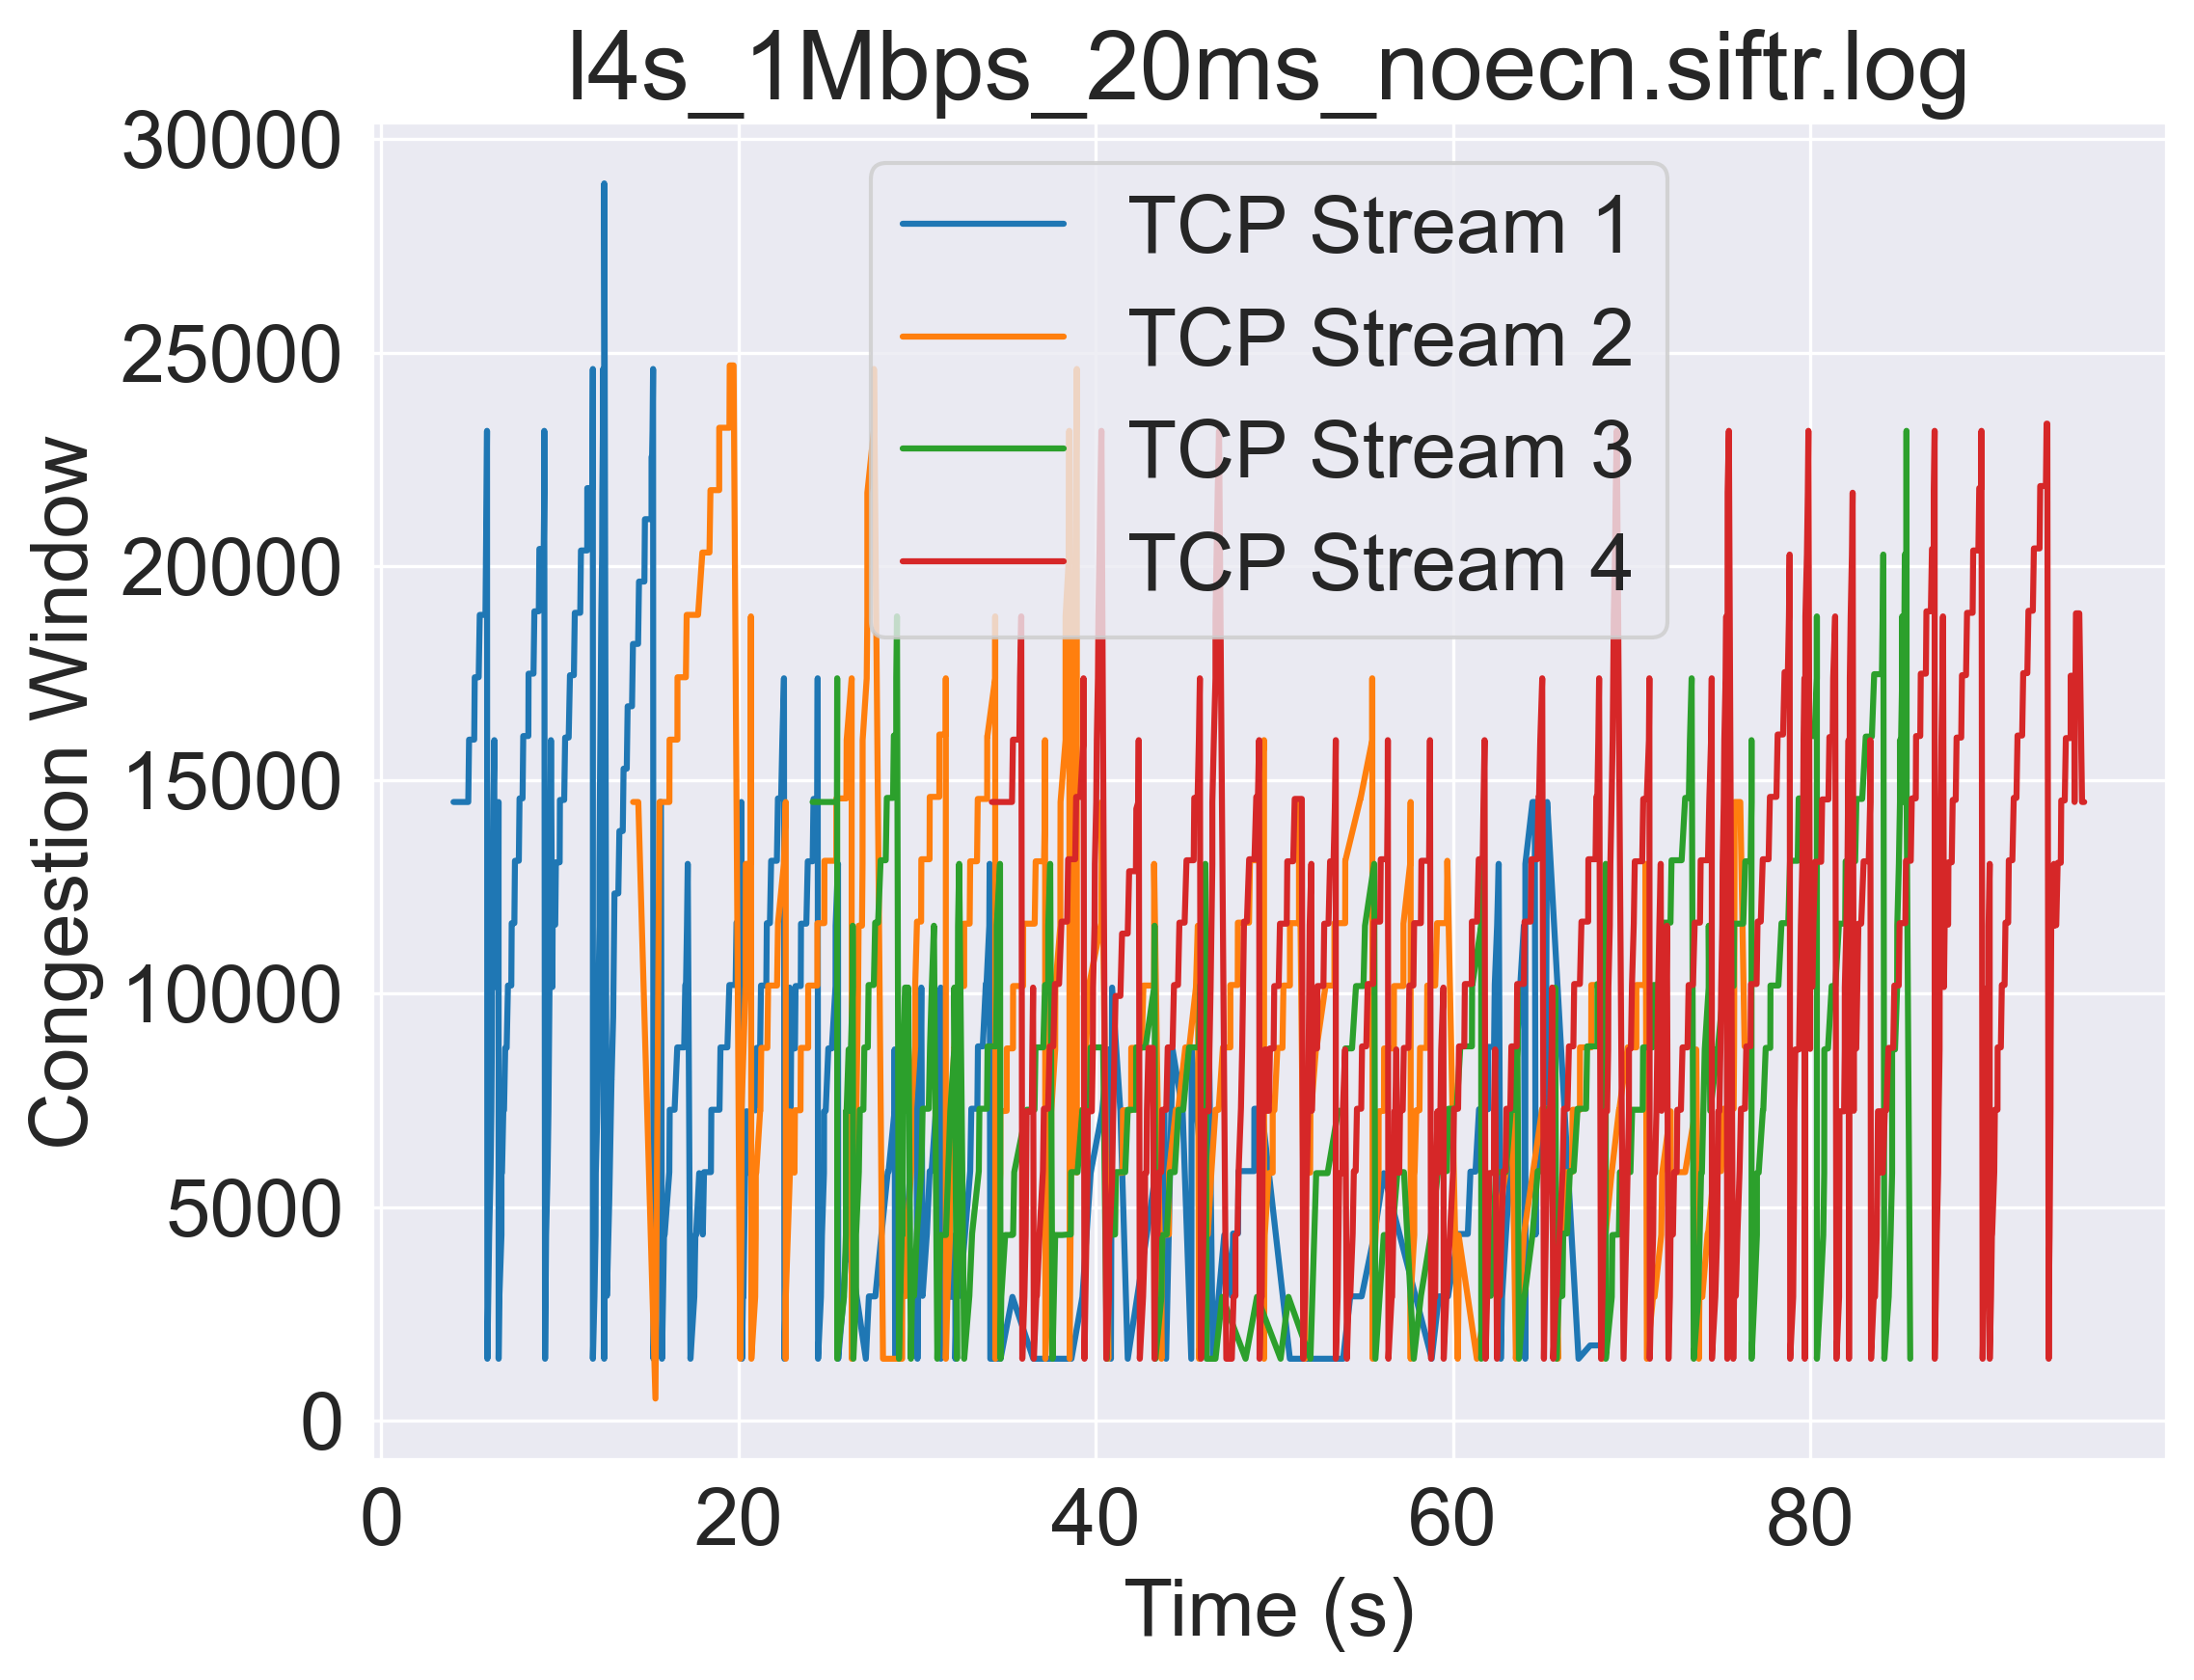 l4s_1Mbps_20ms_noecn.siftr.log
30000
25000
20000
15000
10000
5000
0
Congestion Window
TCP Stream 1
TCP Stream 2
TCP Stream 3
TCP Stream 4
0 20 40 60 80
Time (s)